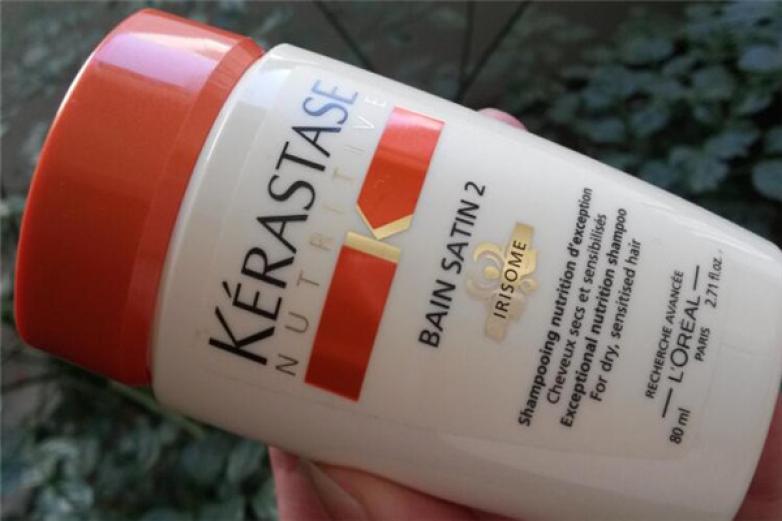 KÉRASTASE
NUTRITIVE
K
BAIN SATIN 2
IRISOME
Shampooing nutrition d'exception
Cheveux secs et sensibilisés
Exceptional nutrition shampoo
For dry, sensitised hair
RECHERCHE AVANCÉE
L'ORÉAL
PARIS
80 ml 2.71 fl.oz.